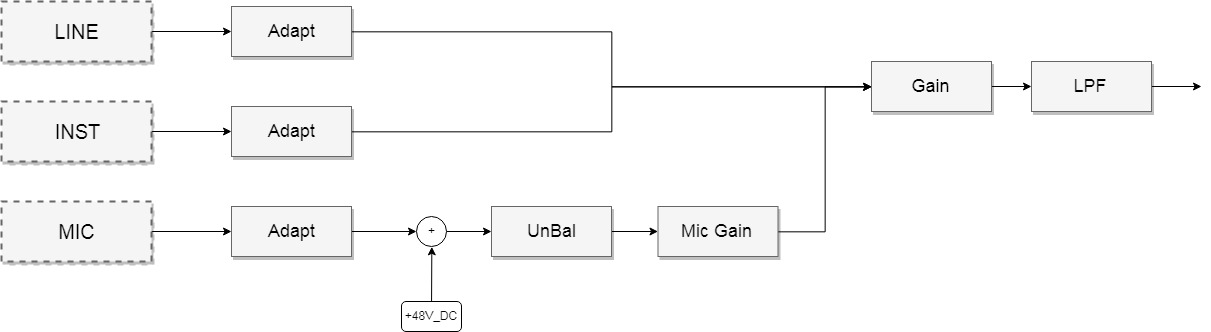 LINE
Adapt
INST
Adapt
Gain
LPF
MIC
Adapt
+
UnBal
Mic Gain
+48V_DC